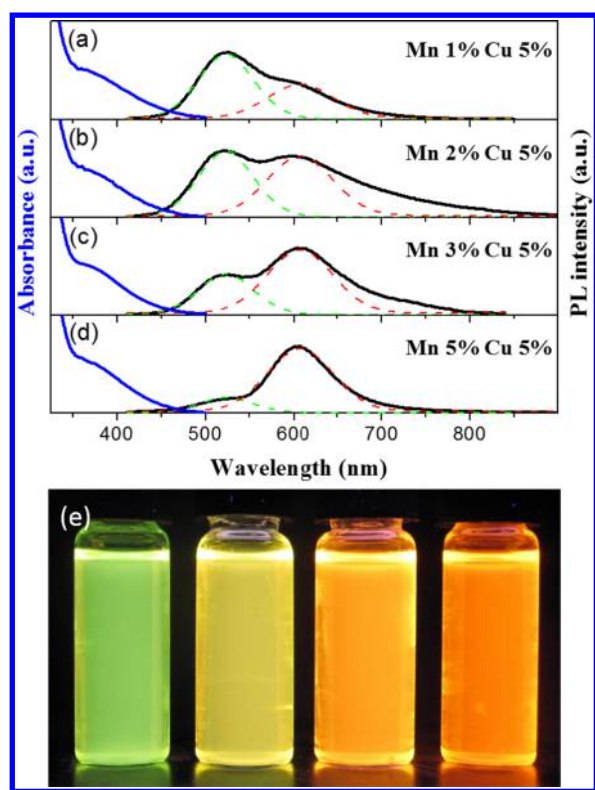 (a)
Mn 1% Cu 5%
(b)
Mn 2% Cu 5%
(c)
Mn 3% Cu 5%
(d)
Mn 5% Cu 5%
Absorbance (a.u.)
PL intensity (a.u.)
400 500 600 700 800
Wavelength (nm)
(e)